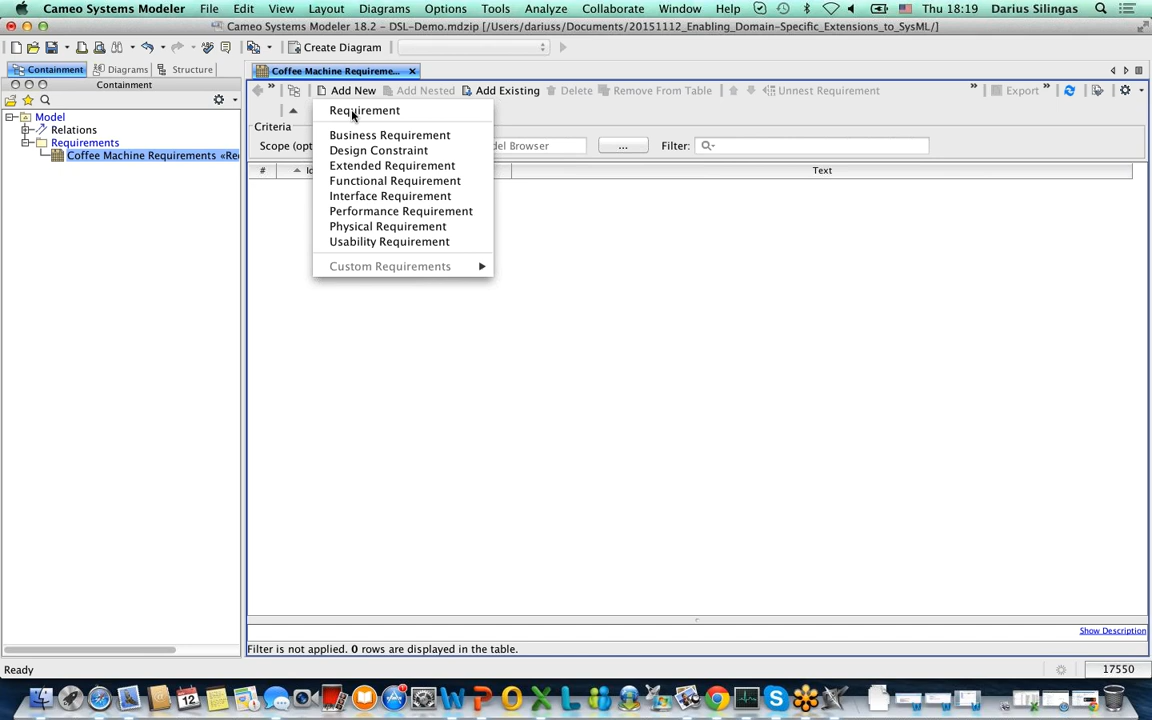 Cameo Systems Modeler File Edit View Layout Diagrams Options Tools Analyze Collaborate Window Help Thu 18:19 Darius Silingas
Cameo Systems Modeler 18.2 - DSL-Demo.mdzip [/Users/dariuss/Documents/20151112_Enabling_Domain-Specific_Extensions_to_SysML/]
Create Diagram
Containment Diagrams Structure
Coffee Machine Requireme...
Containment
Add New Add Nested Add Existing Delete Remove From Table Unnest Requirement Export
Model
Relations
Requirements
Coffee Machine Requirements «Re
Criteria
Scope (opt
del Browser
...
Filter:
# Id
Text
Requirement
Business Requirement
Design Constraint
Extended Requirement
Functional Requirement
Interface Requirement
Performance Requirement
Physical Requirement
Usability Requirement
Custom Requirements
Show Description
Filter is not applied. 0 rows are displayed in the table.
Ready
17550